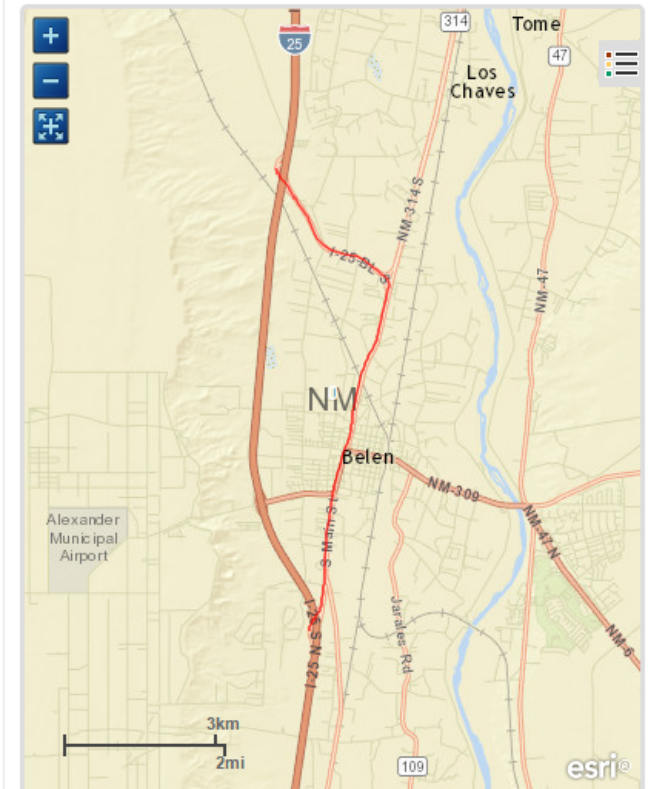 +
314
Tome
25
47
−
Los
Chaves
NM-314 S
I-25 BL S
NM-47
NM
Belen
NM-309
Alexander
Municipal
Airport
S Main St
NM-47 N
I-25
Jarales Rd
NM-6
I-25 N S
3km
2mi
109
esri®